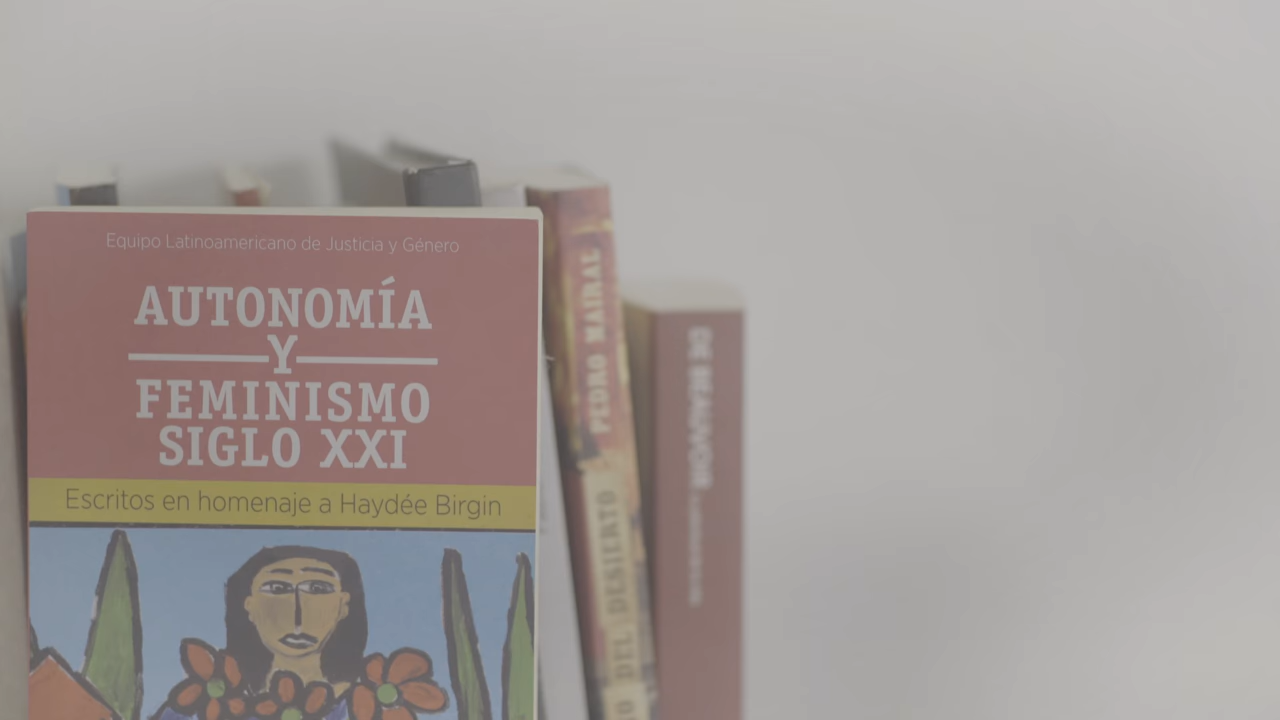 Equipo Latinoamericano de Justicia y Género
AUTONOMÍA
Y
FEMINISMO
SIGLO XXI
Escritos en homenaje a Haydée Birgin
PEDRO MAIRAL
DEL DESIERTO
DE BEAUVOIR